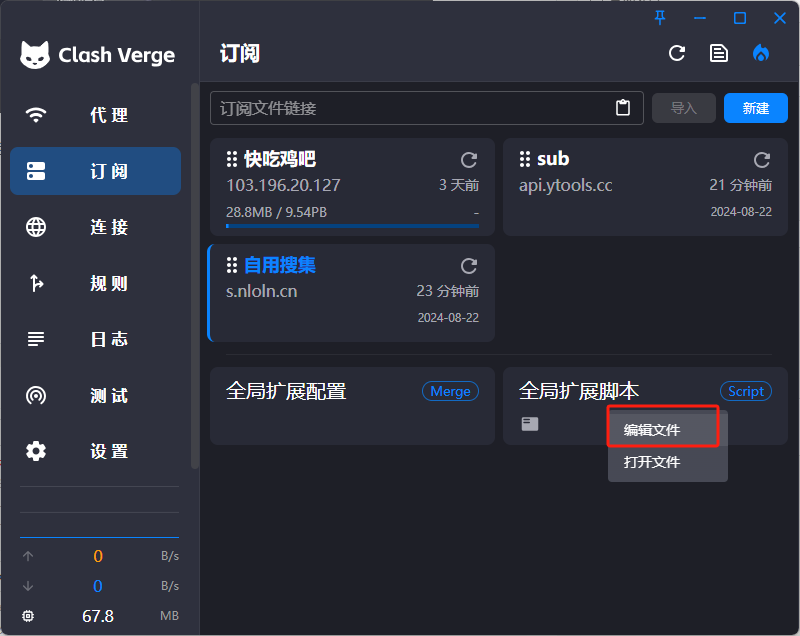 Clash Verge
订阅
代理
订阅
连接
规则
日志
测试
设置
0 B/s
0 B/s
67.8 MB
订阅文件链接
导入
新建
快吃鸡吧
103.196.20.127 3 天前
28.8MB / 9.54PB -
sub
api.ytools.cc 21 分钟前
2024-08-22
自用搜集
s.nloln.cn 23 分钟前
2024-08-22
全局扩展配置 Merge
全局扩展脚本 Script
编辑文件
打开文件